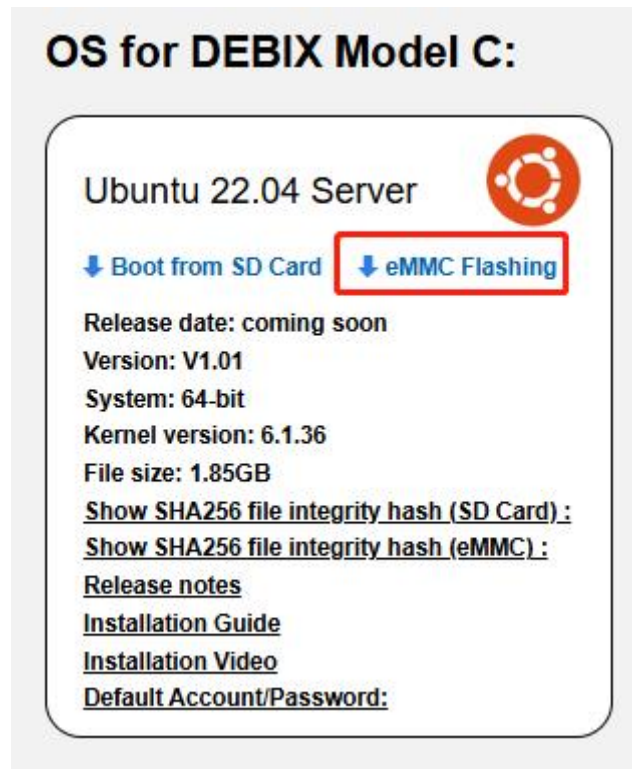 OS for DEBIX Model C:
Ubuntu 22.04 Server
Boot from SD Card eMMC Flashing
Release date: coming soon
Version: V1.01
System: 64-bit
Kernel version: 6.1.36
File size: 1.85GB
Show SHA256 file integrity hash (SD Card) :
Show SHA256 file integrity hash (eMMC) :
Release notes
Installation Guide
Installation Video
Default Account/Password: